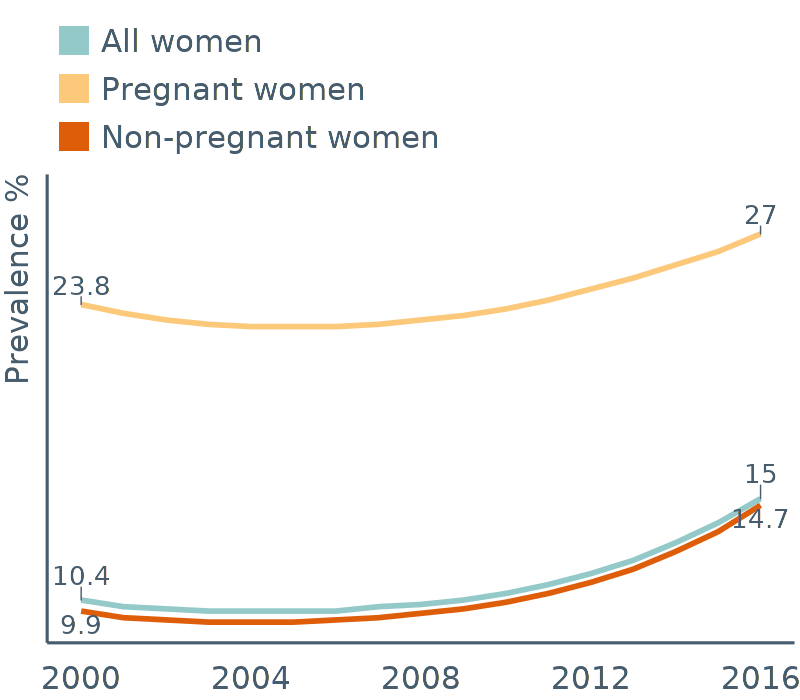 All women
Pregnant women
Non-pregnant women
Prevalence %
27
23.8
15
14.7
10.4
9.9
2000 2004 2008 2012 2016